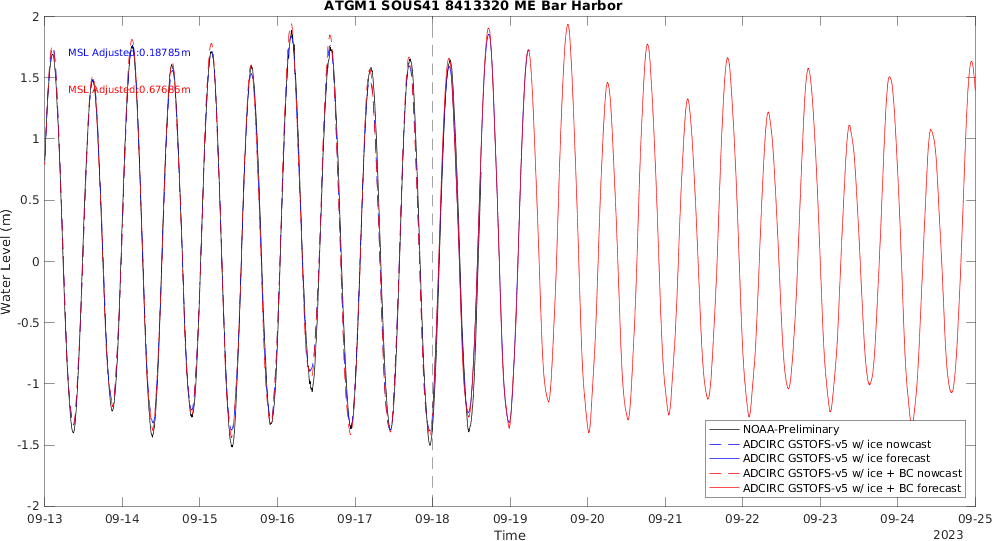 ATGM1 SOUS41 8413320 ME Bar Harbor
MSL Adjusted:0.18785m
MSL Adjusted:0.67685m
Water Level (m)
2
1.5
1
0.5
0
-0.5
-1
-1.5
-2
NOAA-Preliminary
ADCIRC GSTOFS-v5 w/ ice nowcast
ADCIRC GSTOFS-v5 w/ ice forecast
ADCIRC GSTOFS-v5 w/ ice + BC nowcast
ADCIRC GSTOFS-v5 w/ ice + BC forecast
09-13 09-14 09-15 09-16 09-17 09-18 09-19 09-20 09-21 09-22 09-23 09-24 09-25
Time
2023